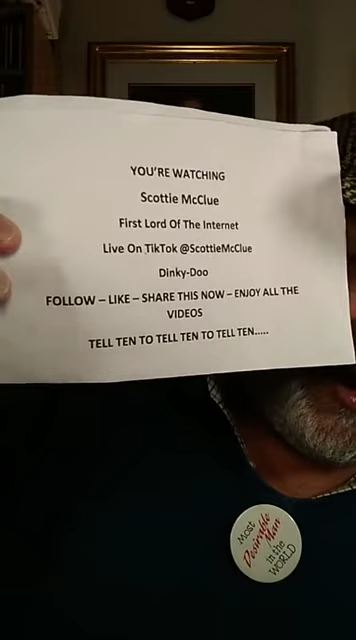 YOU'RE WATCHING
Scottie McClue
First Lord Of The Internet
Live On TikTok @ScottieMcClue
Dinky-Doo
FOLLOW – LIKE – SHARE THIS NOW – ENJOY ALL THE
VIDEOS
TELL TEN TO TELL TEN TO TELL TEN.....
Most
Desirable
Man
in the
WORLD